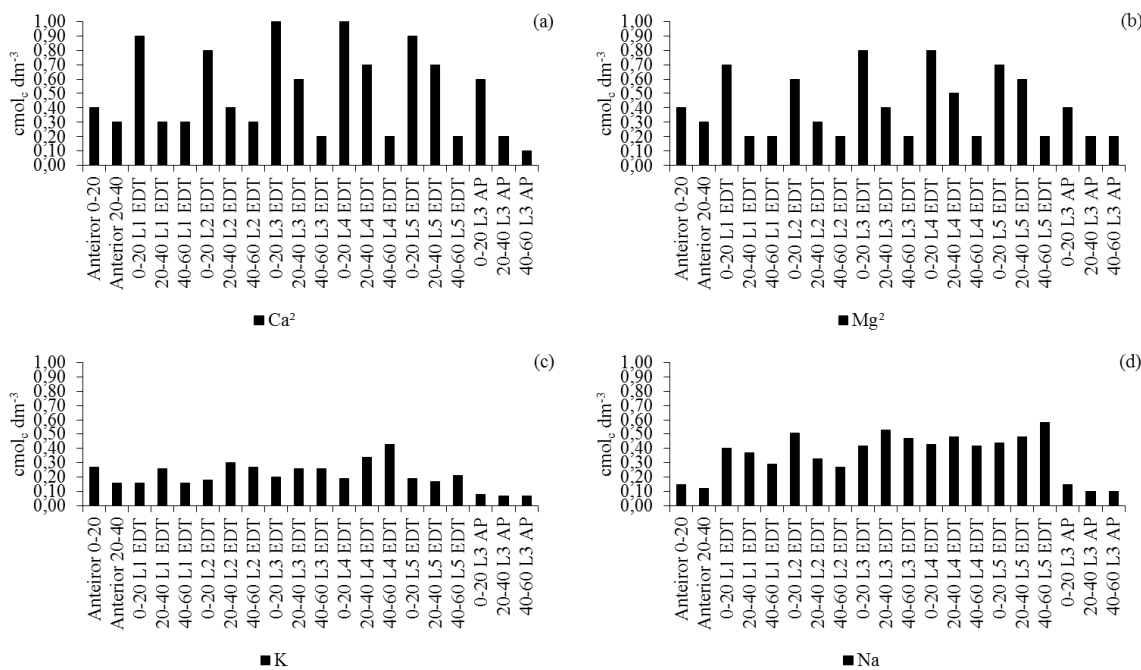 (a)
cmolc dm-3
1,00
0,90
0,80
0,70
0,60
0,50
0,40
0,30
0,20
0,10
0,00
Anteiror 0-20
Anterior 20-40
0-20 L1 EDT
20-40 L1 EDT
40-60 L1 EDT
0-20 L2 EDT
20-40 L2 EDT
40-60 L2 EDT
0-20 L3 EDT
20-40 L3 EDT
40-60 L3 EDT
0-20 L4 EDT
20-40 L4 EDT
40-60 L4 EDT
0-20 L5 EDT
20-40 L5 EDT
40-60 L5 EDT
0-20 L3 AP
20-40 L3 AP
40-60 L3 AP
Ca²
(b)
cmolc dm-3
1,00
0,90
0,80
0,70
0,60
0,50
0,40
0,30
0,20
0,10
0,00
Anteiror 0-20
Anterior 20-40
0-20 L1 EDT
20-40 L1 EDT
40-60 L1 EDT
0-20 L2 EDT
20-40 L2 EDT
40-60 L2 EDT
0-20 L3 EDT
20-40 L3 EDT
40-60 L3 EDT
0-20 L4 EDT
20-40 L4 EDT
40-60 L4 EDT
0-20 L5 EDT
20-40 L5 EDT
40-60 L5 EDT
0-20 L3 AP
20-40 L3 AP
40-60 L3 AP
Mg²
(c)
cmolc dm-3
1,00
0,90
0,80
0,70
0,60
0,50
0,40
0,30
0,20
0,10
0,00
Anteiror 0-20
Anterior 20-40
0-20 L1 EDT
20-40 L1 EDT
40-60 L1 EDT
0-20 L2 EDT
20-40 L2 EDT
40-60 L2 EDT
0-20 L3 EDT
20-40 L3 EDT
40-60 L3 EDT
0-20 L4 EDT
20-40 L4 EDT
40-60 L4 EDT
0-20 L5 EDT
20-40 L5 EDT
40-60 L5 EDT
0-20 L3 AP
20-40 L3 AP
40-60 L3 AP
K
(d)
cmolc dm-3
1,00
0,90
0,80
0,70
0,60
0,50
0,40
0,30
0,20
0,10
0,00
Anteiror 0-20
Anterior 20-40
0-20 L1 EDT
20-40 L1 EDT
40-60 L1 EDT
0-20 L2 EDT
20-40 L2 EDT
40-60 L2 EDT
0-20 L3 EDT
20-40 L3 EDT
40-60 L3 EDT
0-20 L4 EDT
20-40 L4 EDT
40-60 L4 EDT
0-20 L5 EDT
20-40 L5 EDT
40-60 L5 EDT
0-20 L3 AP
20-40 L3 AP
40-60 L3 AP
Na